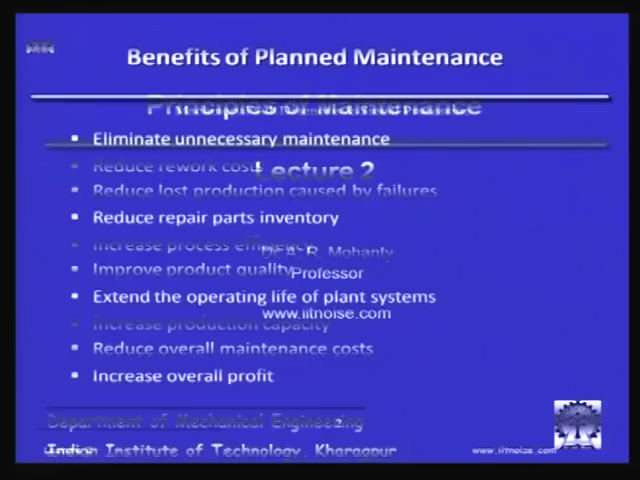 Benefits of Planned Maintenance
Principles of Maintenance
Eliminate unnecessary maintenance
Reduce rework costs
Lecture 2
Reduce lost production caused by failures
Reduce repair parts inventory
Increase process efficiency
Dr. A. R. Mohanty
Improve product quality
Professor
Extend the operating life of plant systems
www.iitnoise.com
Increase production capacity
Reduce overall maintenance costs
Increase overall profit
Department of Mechanical Engineering
2
Indian Institute of Technology, Kharagpur
www.iitnoise.com